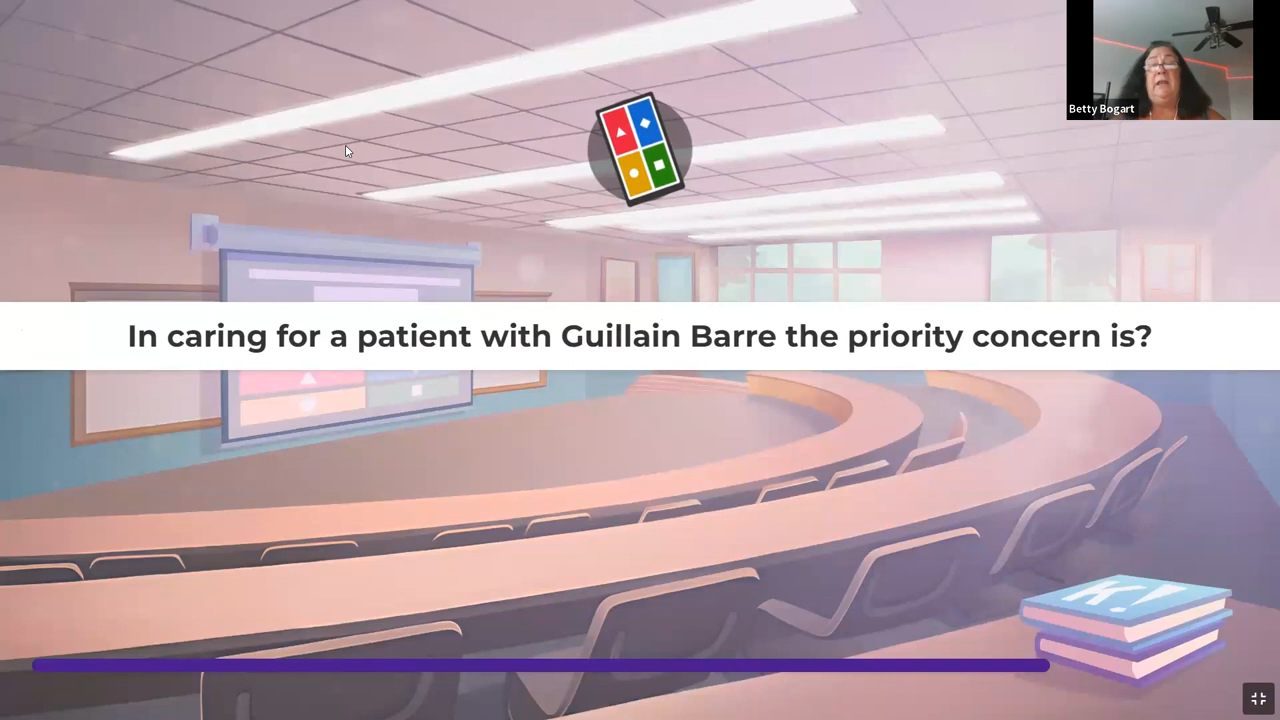 Betty Bogart
In caring for a patient with Guillain Barre the priority concern is?
K!